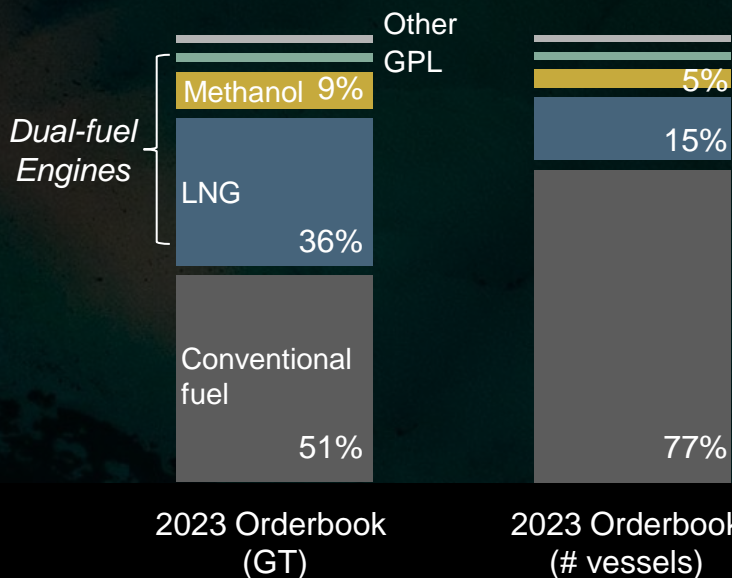 Other
GPL
Methanol 9%
5%
Dual-fuel
Engines
15%
LNG
36%
Conventional
fuel
51%
77%
2023 Orderbook
(GT)
2023 Orderbook
(# vessels)